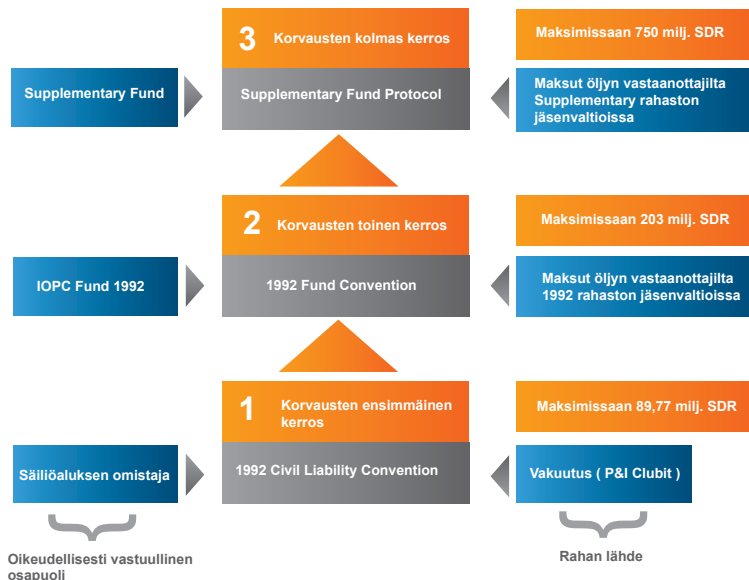 3 Korvausten kolmas kerros
Maksimissaan 750 milj. SDR
Supplementary Fund
Supplementary Fund Protocol
Maksut öljyn vastaanottajilta
Supplementary rahaston
jäsenvaltioissa
2 Korvausten toinen kerros
Maksimissaan 203 milj. SDR
IOPC Fund 1992
1992 Fund Convention
Maksut öljyn vastaanottajilta
1992 rahaston jäsenvaltioissa
1 Korvausten ensimmäinen
kerros
Maksimissaan 89,77 milj. SDR
Säiliöaluksen omistaja
1992 Civil Liability Convention
Vakuutus ( P&I Clubit )
Oikeudellisesti vastuullinen
osapuoli
Rahan lähde